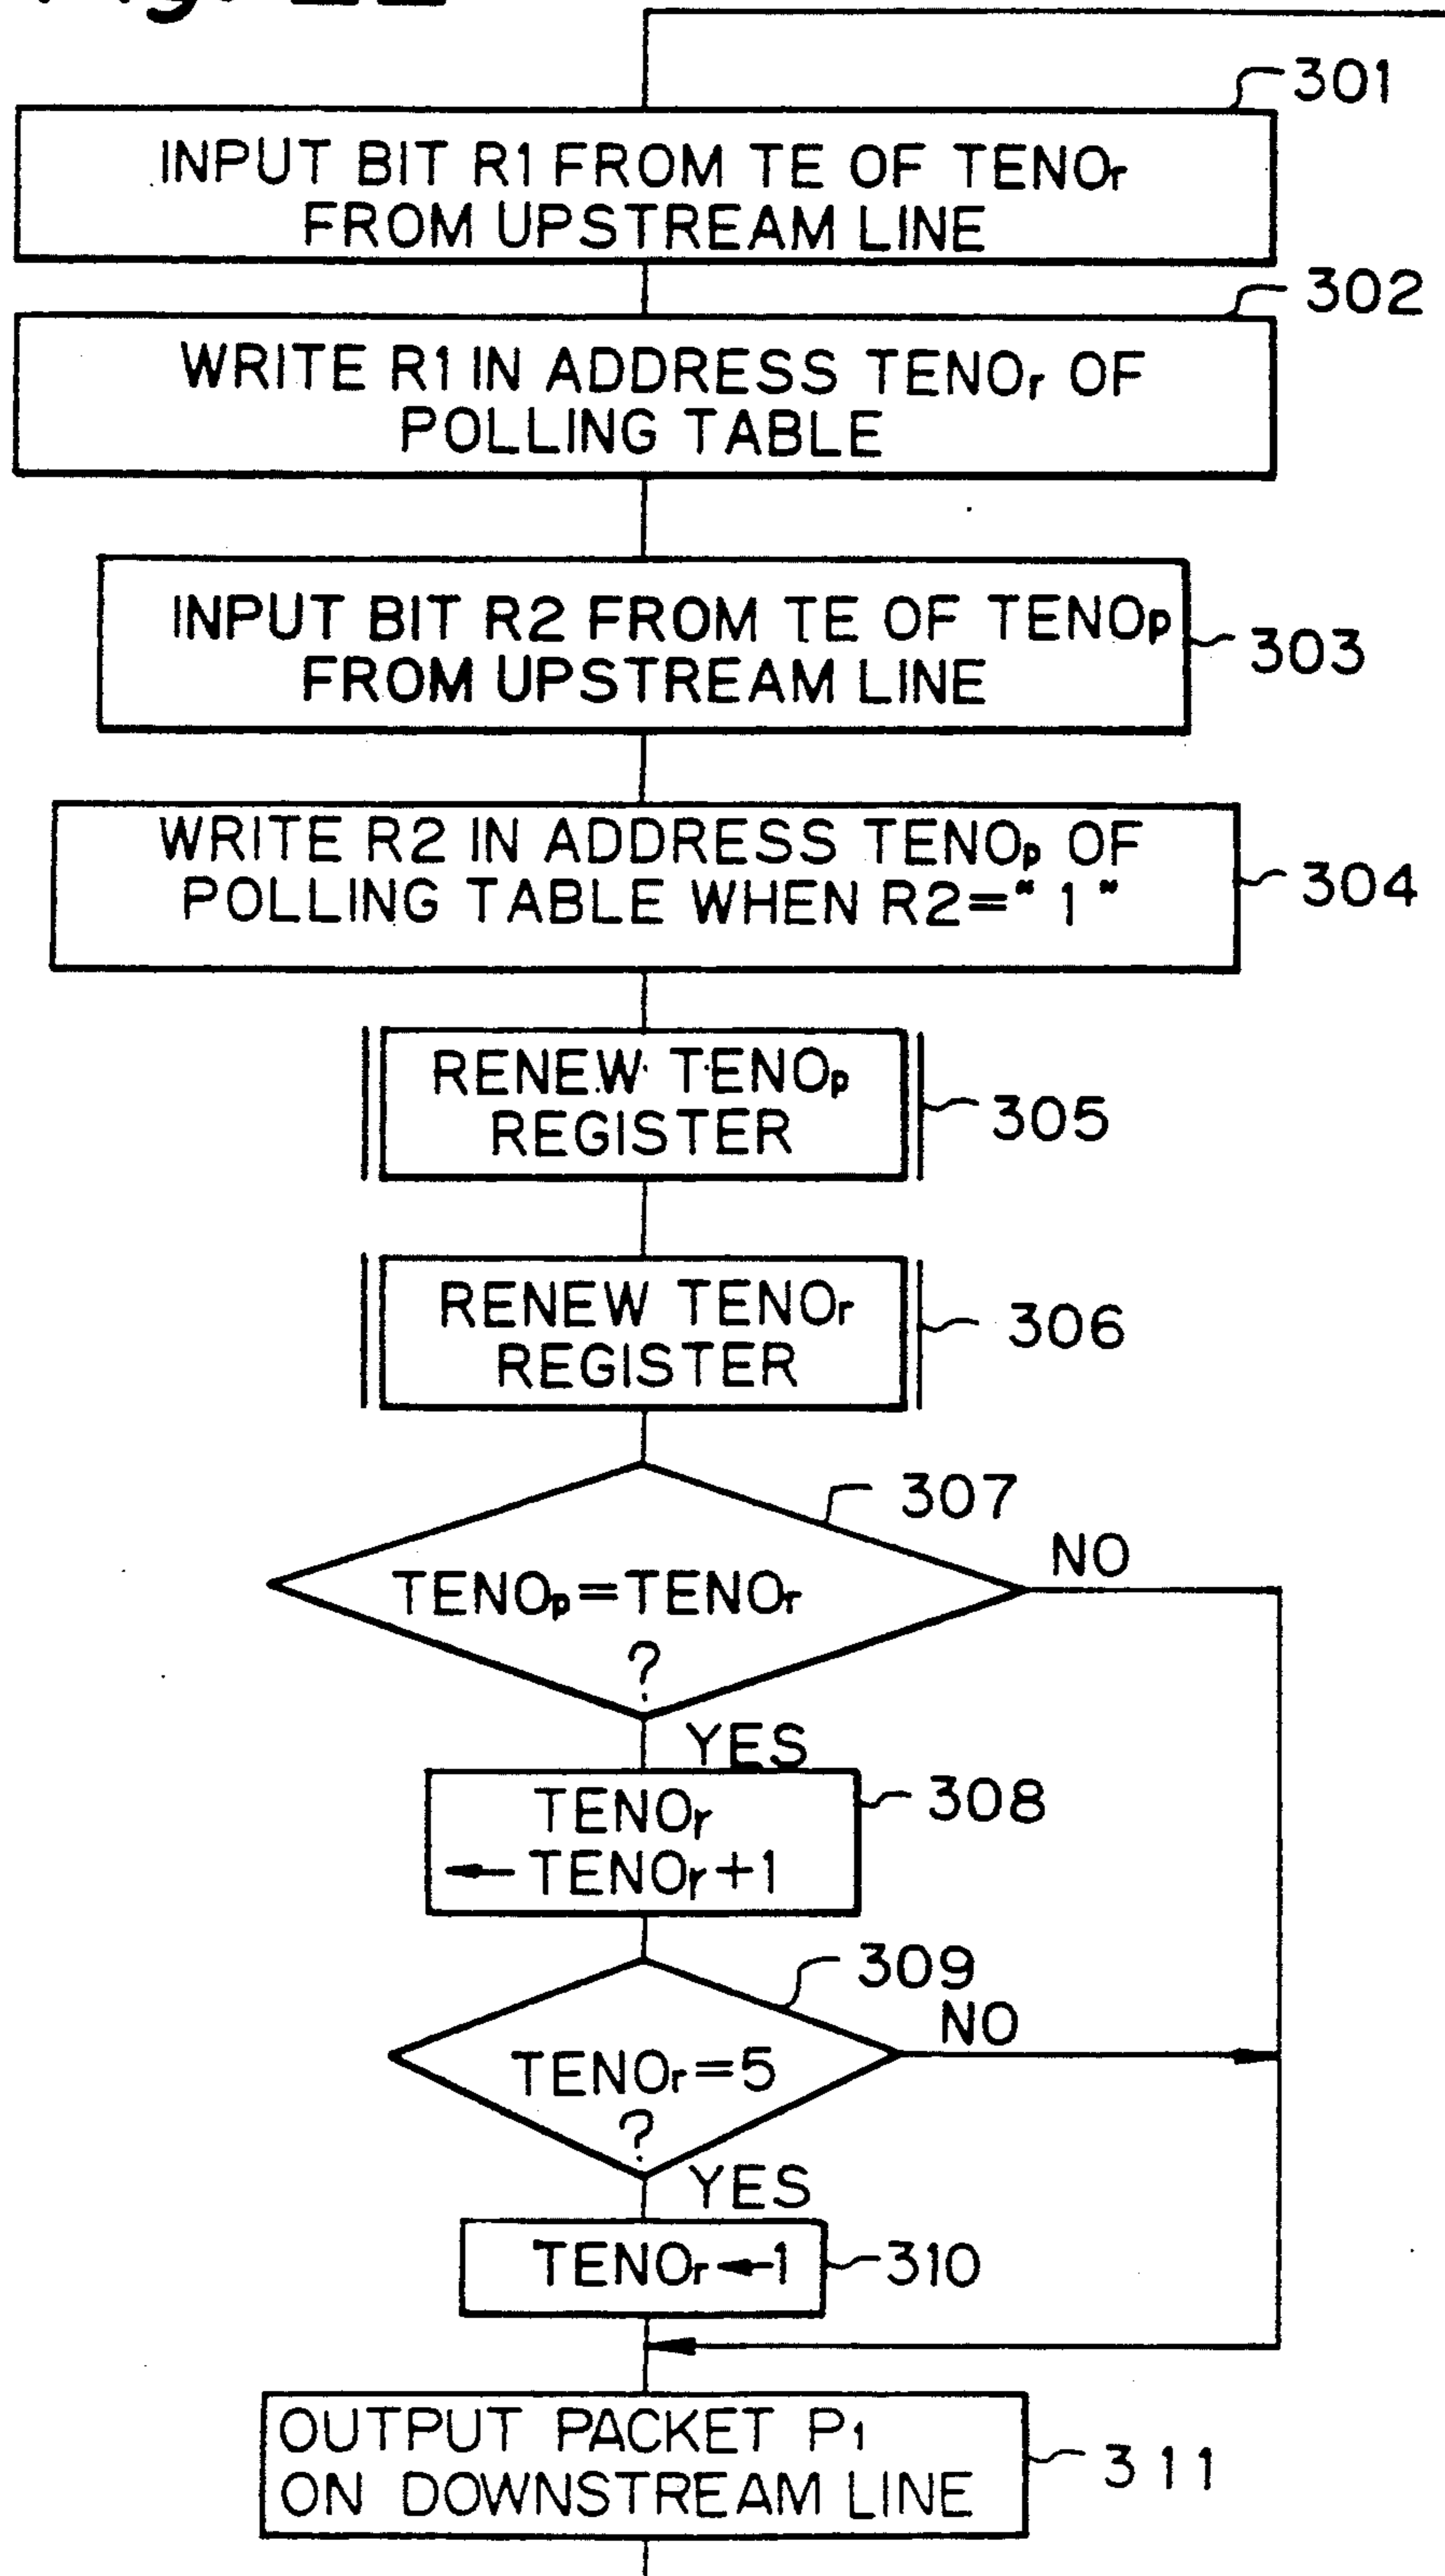 301
INPUT BIT R1 FROM TE OF TENOr
FROM UPSTREAM LINE
302
WRITE R1 IN ADDRESS TENOr OF
POLLING TABLE
INPUT BIT R2 FROM TE OF TENOp
FROM UPSTREAM LINE
303
WRITE R2 IN ADDRESS TENOp OF
POLLING TABLE WHEN R2="1"
304
RENEW TENOp
REGISTER
305
RENEW TENOr
REGISTER
306
307
NO
TENOp=TENOr
?
YES
308
TENOr
←TENOr+1
309
NO
TENOr=5
?
YES
TENOr←1
310
OUTPUT PACKET P1
ON DOWNSTREAM LINE
311